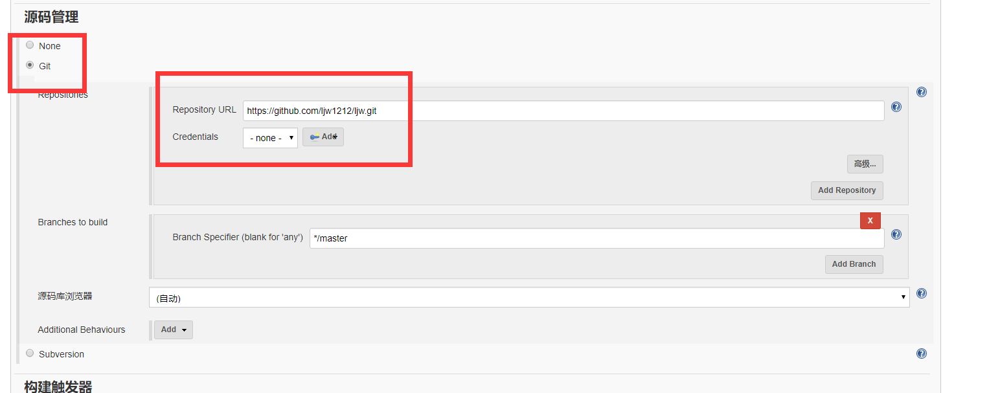 源码管理
None
Git
Repositories
Repository URL https://github.com/ljw1212/ljw.git
Credentials - none - Add
高级...
Add Repository
Branches to build
X
Branch Specifier (blank for 'any') */master
Add Branch
源码库浏览器 (自动)
Additional Behaviours Add
Subversion
构建触发器